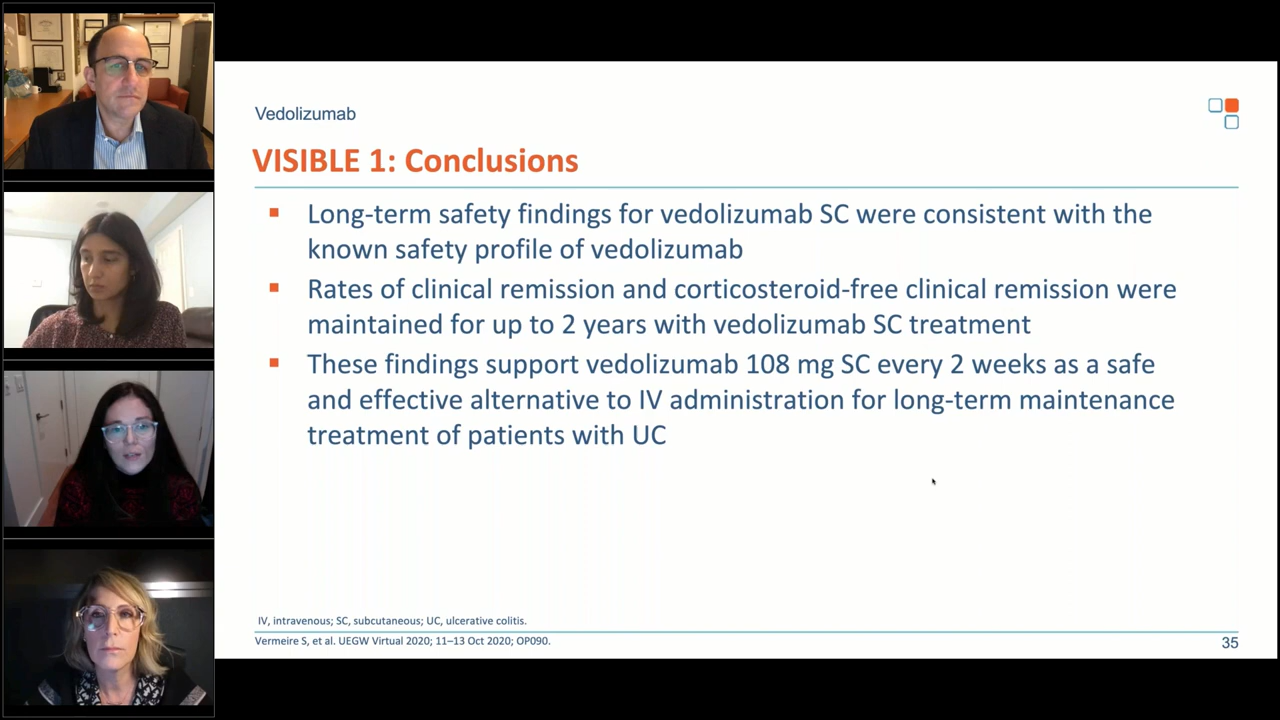 Vedolizumab
VISIBLE 1: Conclusions
Long-term safety findings for vedolizumab SC were consistent with the
known safety profile of vedolizumab
Rates of clinical remission and corticosteroid-free clinical remission were
maintained for up to 2 years with vedolizumab SC treatment
These findings support vedolizumab 108 mg SC every 2 weeks as a safe
and effective alternative to IV administration for long-term maintenance
treatment of patients with UC
IV, intravenous; SC, subcutaneous; UC, ulcerative colitis.
Vermeire S, et al. UEGW Virtual 2020; 11–13 Oct 2020; OP090.
35